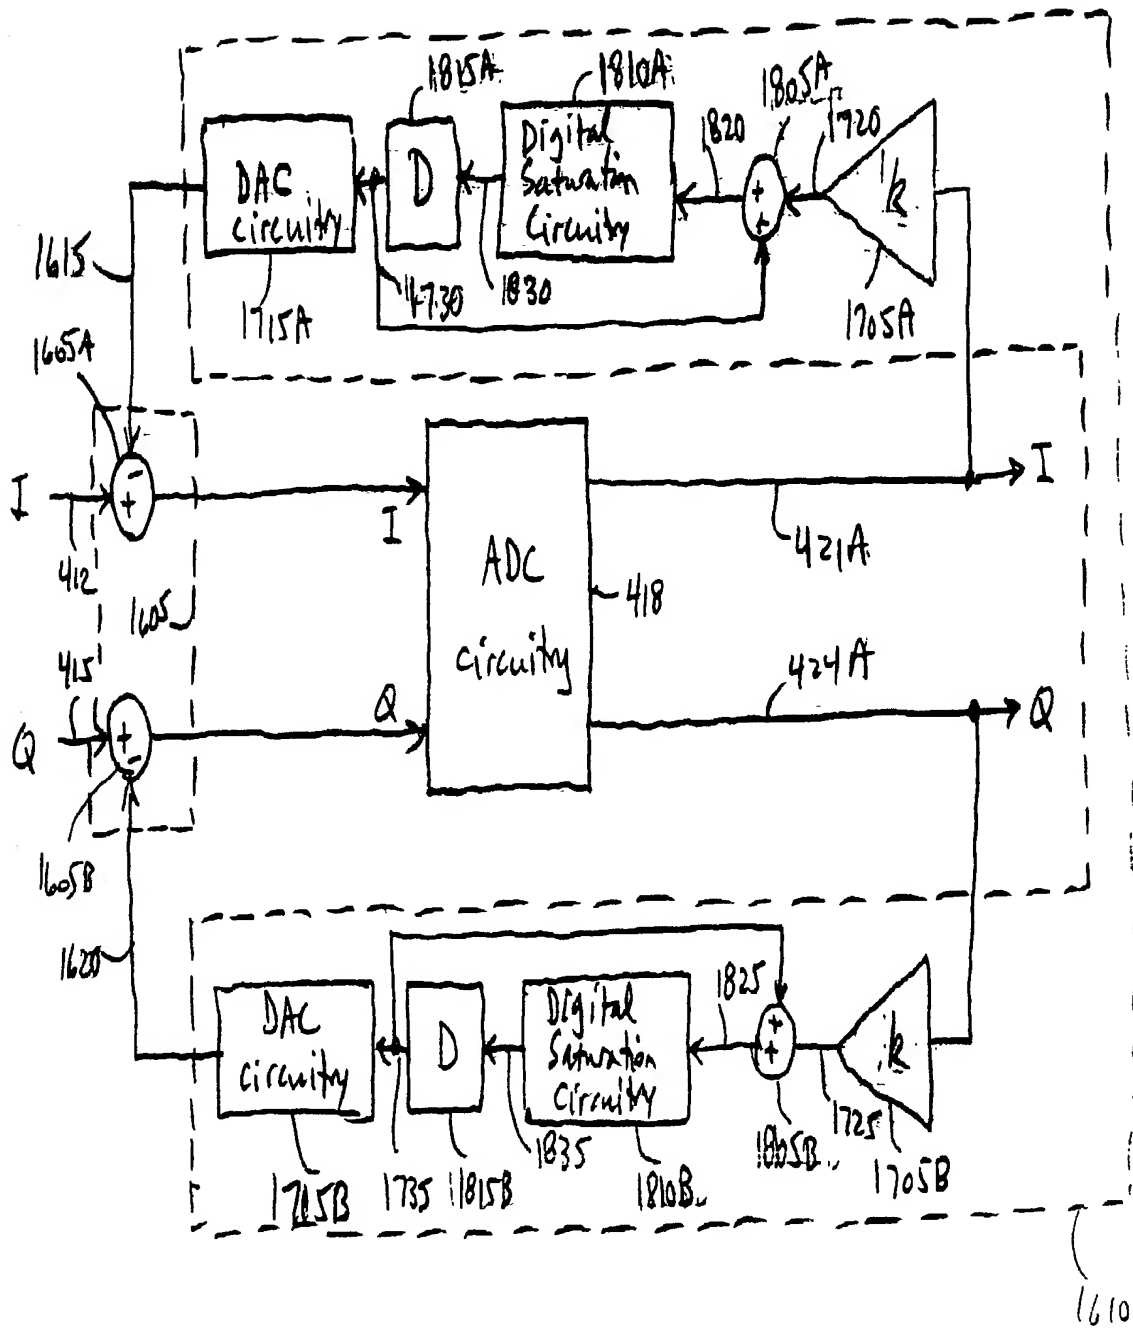 1815A
1810A
1805A
1820
1720
DAC
circuitry
D
Digital
Saturation
Circuitry
+
+
k
1615
1715A
1730
1830
1705A
1605A
I
-
+
I
ADC
circuitry
I
421A
412
1605
418
415
Q
+
-
Q
424A
Q
1605B
1620
DAC
circuitry
D
Digital
Saturation
Circuitry
1825
+
+
k
1715B
1735
1815B
1835
1810B
1805B
1725
1705B
1610